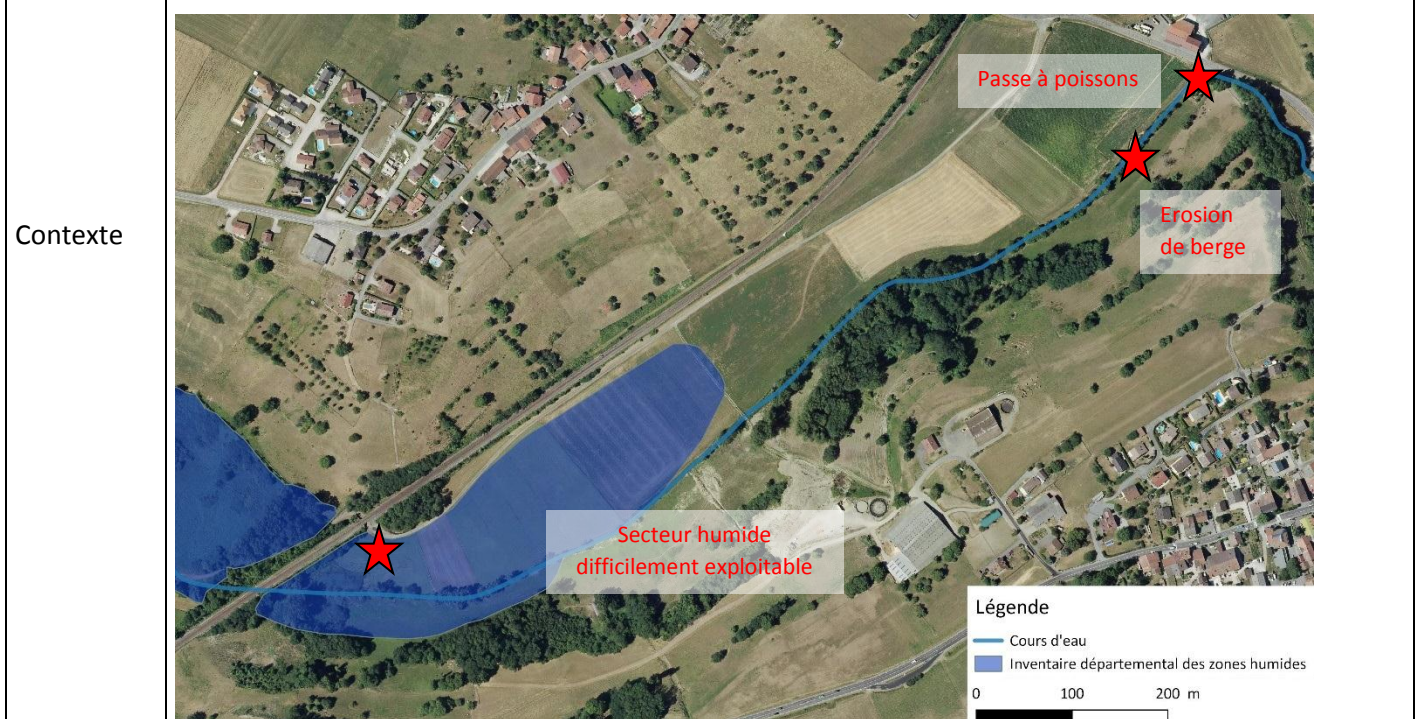 Contexte
Passe à poissons
Erosion
de berge
Secteur humide
difficilement exploitable
Légende
Cours d'eau
Inventaire départemental des zones humides
0 100 200 m